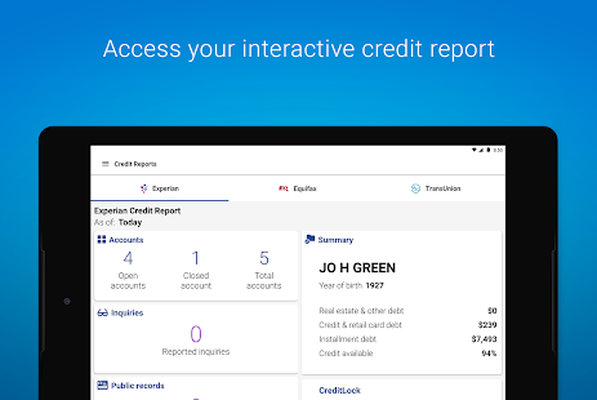 Access your interactive credit report
Credit Reports
Experian
Equifax
TransUnion
Experian Credit Report
As of: Today
Accounts
4
1
5
Open accounts
Closed account
Total accounts
Summary
JO H GREEN
Year of birth 1927
Real estate & other debt $0
Credit & retail card debt $239
Installment debt $7,493
Credit available 94%
Inquiries
0
Reported inquiries
Public records
CreditLock